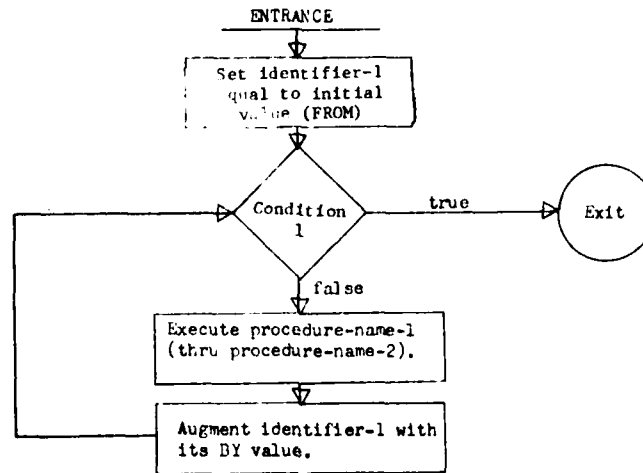 ENTRANCE
Set identifier-1
equal to initial
value (FROM)
Condition
1
true
Exit
false
Execute procedure-name-1
(thru procedure-name-2).
Augment identifier-1 with
its BY value.